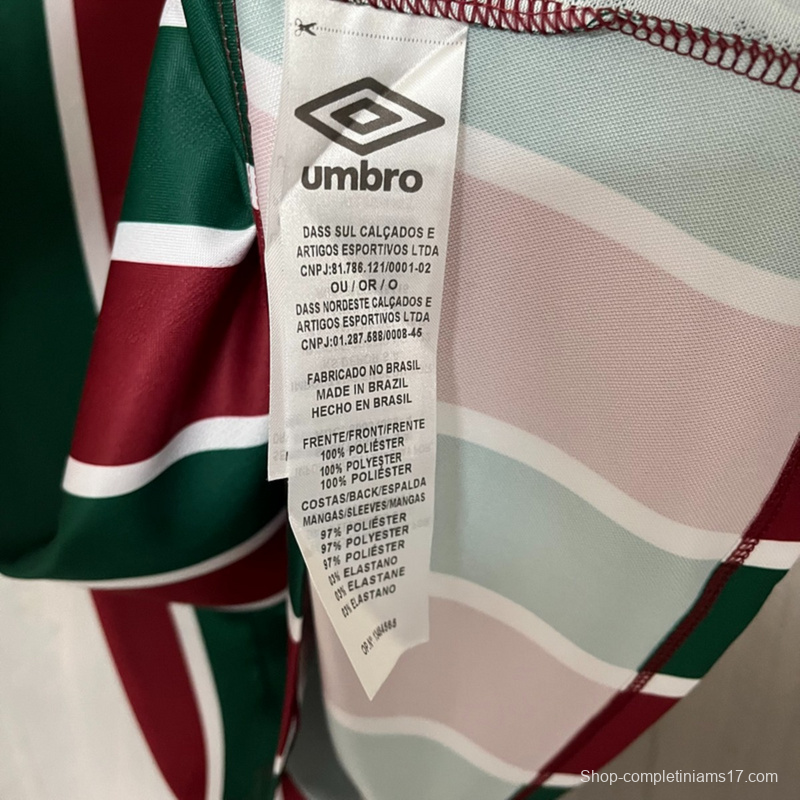 umbro
DASS SUL CALÇADOS E
ARTIGOS ESPORTIVOS LTDA
CNPJ:81.786.121/0001-02
OU / OR / O
DASS NORDESTE CALÇADOS E
ARTIGOS ESPORTIVOS LTDA
CNPJ:01.287.588/0008-45
FABRICADO NO BRASIL
MADE IN BRAZIL
HECHO EN BRASIL
FRENTE/FRONT/FRENTE
100% POLIÉSTER
100% POLYESTER
100% POLIÉSTER
COSTAS/BACK/ESPALDA
MANGAS/SLEEVES/MANGAS
97% POLIÉSTER
97% POLYESTER
97% POLIÉSTER
03% ELASTANO
03% ELASTANE
03% ELASTANO
OP. Nº
Shop-completiniams17.com